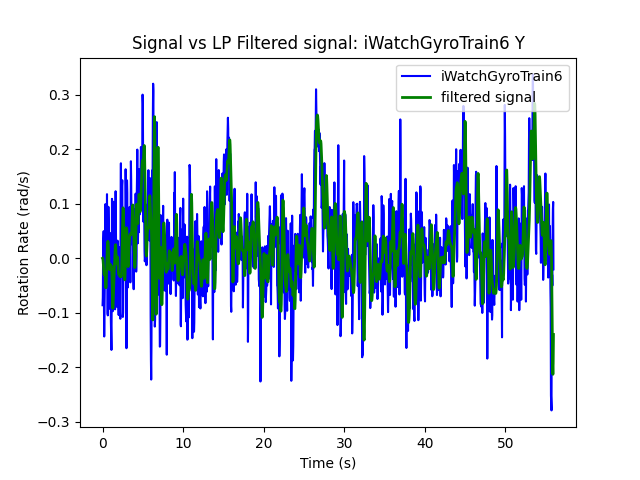 Signal vs LP Filtered signal: iWatchGyroTrain6 Y
iWatchGyroTrain6
filtered signal
Rotation Rate (rad/s)
0.3
0.2
0.1
0.0
−0.1
−0.2
−0.3
0 10 20 30 40 50
Time (s)